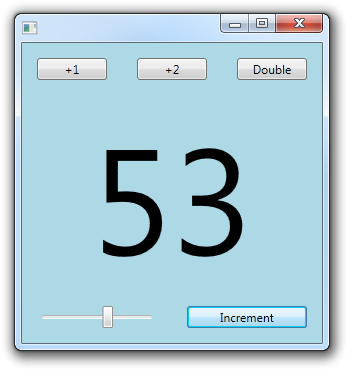 +1 +2 Double
53
Increment